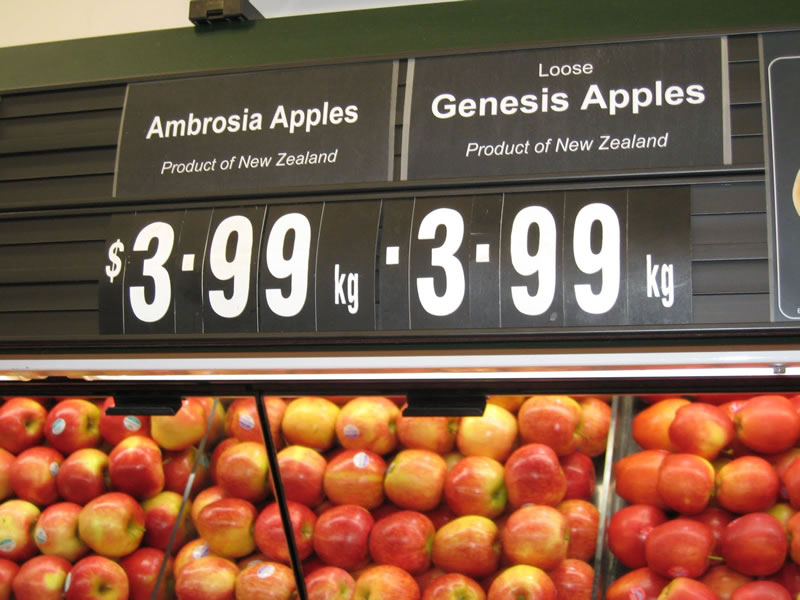 Ambrosia Apples
Product of New Zealand
Loose
Genesis Apples
Product of New Zealand
$3.99 kg
·3.99 kg